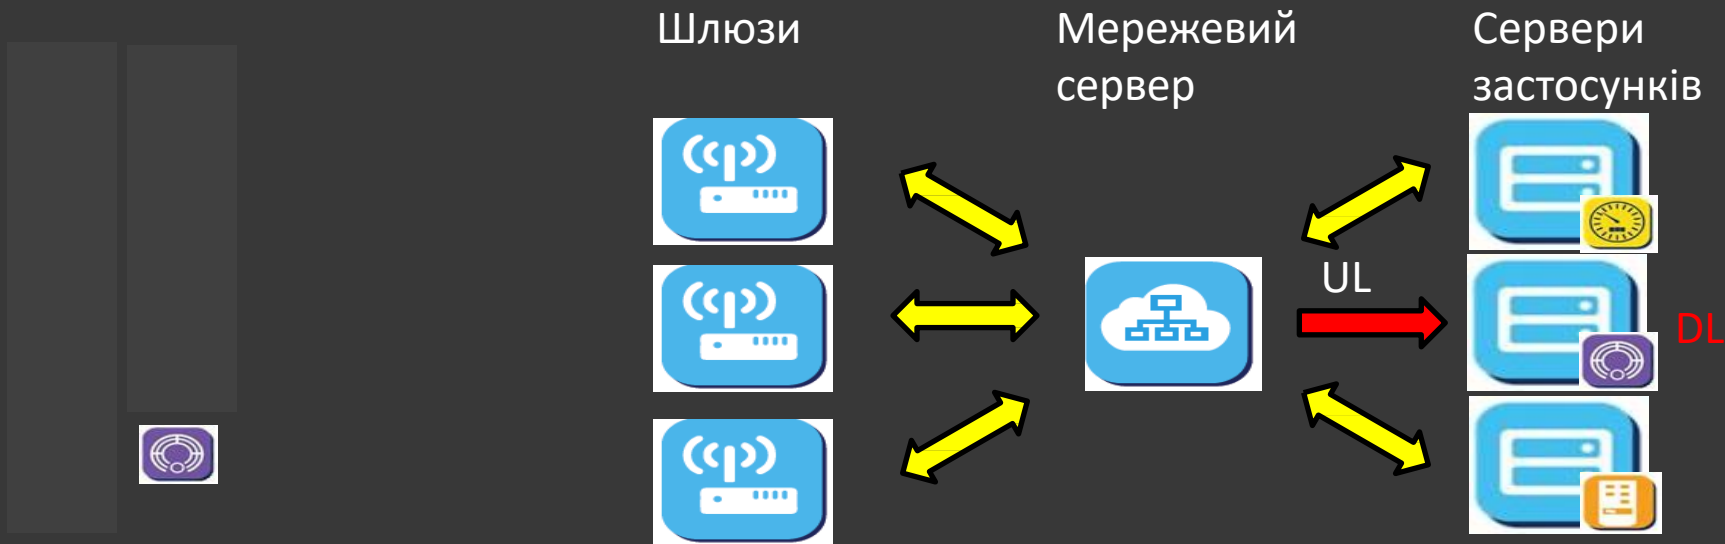 Шлюзи
Мережевий
сервер
Сервери
застосунків
UL
DL